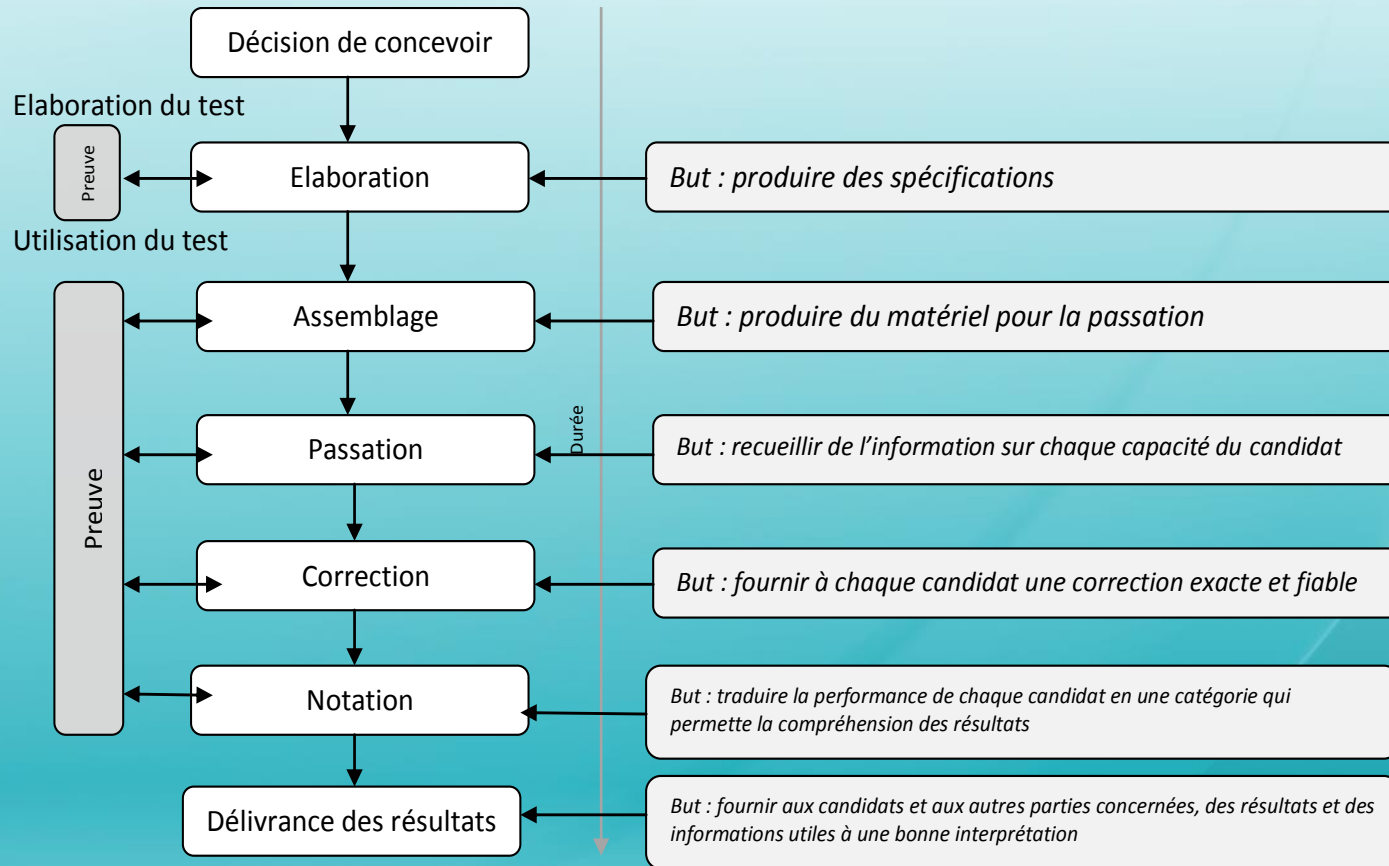 Décision de concevoir
Elaboration du test
Preuve
Elaboration
But : produire des spécifications
Utilisation du test
Preuve
Assemblage
But : produire du matériel pour la passation
Durée
Passation
But : recueillir de l’information sur chaque capacité du candidat
Correction
But : fournir à chaque candidat une correction exacte et fiable
Notation
But : traduire la performance de chaque candidat en une catégorie qui
permette la compréhension des résultats
Délivrance des résultats
But : fournir aux candidats et aux autres parties concernées, des résultats et des
informations utiles à une bonne interprétation